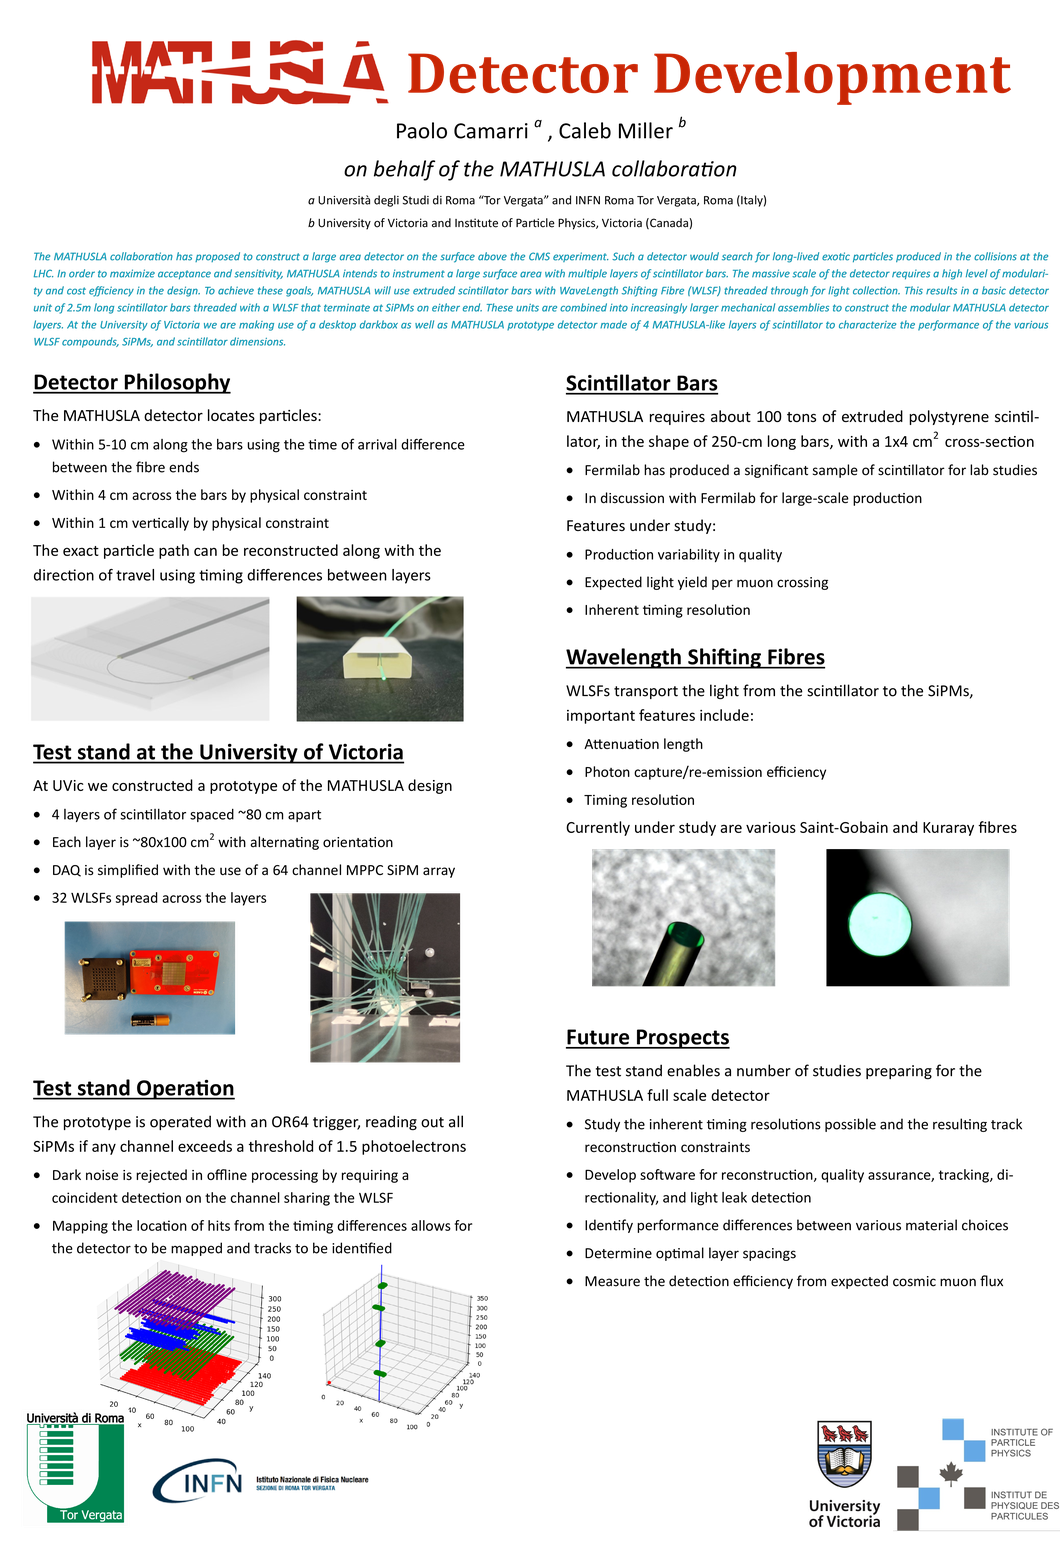 MATHUSLA Detector Development
Paolo Camarri a , Caleb Miller b
on behalf of the MATHUSLA collaboration
a Università degli Studi di Roma “Tor Vergata” and INFN Roma Tor Vergata, Roma (Italy)
b University of Victoria and Institute of Particle Physics, Victoria (Canada)
The MATHUSLA collaboration has proposed to construct a large area detector on the surface above the CMS experiment. Such a detector would search for long-lived exotic particles produced in the collisions at the
LHC. In order to maximize acceptance and sensitivity, MATHUSLA intends to instrument a large surface area with multiple layers of scintillator bars. The massive scale of the detector requires a high level of modulari-
ty and cost efficiency in the design. To achieve these goals, MATHUSLA will use extruded scintillator bars with WaveLength Shifting Fibre (WLSF) threaded through for light collection. This results in a basic detector
unit of 2.5m long scintillator bars threaded with a WLSF that terminate at SiPMs on either end. These units are combined into increasingly larger mechanical assemblies to construct the modular MATHUSLA detector
layers. At the University of Victoria we are making use of a desktop darkbox as well as MATHUSLA prototype detector made of 4 MATHUSLA-like layers of scintillator to characterize the performance of the various
WLSF compounds, SiPMs, and scintillator dimensions.
Detector Philosophy
The MATHUSLA detector locates particles:
• Within 5-10 cm along the bars using the time of arrival difference
between the fibre ends
• Within 4 cm across the bars by physical constraint
• Within 1 cm vertically by physical constraint
The exact particle path can be reconstructed along with the
direction of travel using timing differences between layers
Test stand at the University of Victoria
At UVic we constructed a prototype of the MATHUSLA design
• 4 layers of scintillator spaced ~80 cm apart
• Each layer is ~80x100 cm2 with alternating orientation
• DAQ is simplified with the use of a 64 channel MPPC SiPM array
• 32 WLSFs spread across the layers
Test stand Operation
The prototype is operated with an OR64 trigger, reading out all
SiPMs if any channel exceeds a threshold of 1.5 photoelectrons
• Dark noise is rejected in offline processing by requiring a
coincident detection on the channel sharing the WLSF
• Mapping the location of hits from the timing differences allows for
the detector to be mapped and tracks to be identified
300
250
200
150
100
50
0
140
120
100
80
60
40
y
20
40
60
80
100
x
350
300
250
200
150
100
50
0
140
120
100
80
60
40
20
0
y
0
20
40
60
80
100
x
Scintillator Bars
MATHUSLA requires about 100 tons of extruded polystyrene scintil-
lator, in the shape of 250-cm long bars, with a 1x4 cm2 cross-section
• Fermilab has produced a significant sample of scintillator for lab studies
• In discussion with Fermilab for large-scale production
Features under study:
• Production variability in quality
• Expected light yield per muon crossing
• Inherent timing resolution
Wavelength Shifting Fibres
WLSFs transport the light from the scintillator to the SiPMs,
important features include:
• Attenuation length
• Photon capture/re-emission efficiency
• Timing resolution
Currently under study are various Saint-Gobain and Kuraray fibres
Future Prospects
The test stand enables a number of studies preparing for the
MATHUSLA full scale detector
• Study the inherent timing resolutions possible and the resulting track
reconstruction constraints
• Develop software for reconstruction, quality assurance, tracking, di-
rectionality, and light leak detection
• Identify performance differences between various material choices
• Determine optimal layer spacings
• Measure the detection efficiency from expected cosmic muon flux
Università di Roma
Tor Vergata
INFN
Istituto Nazionale di Fisica Nucleare
SEZIONE DI ROMA TOR VERGATA
University
of Victoria
INSTITUTE OF
PARTICLE
PHYSICS
INSTITUT DE
PHYSIQUE DES
PARTICULES